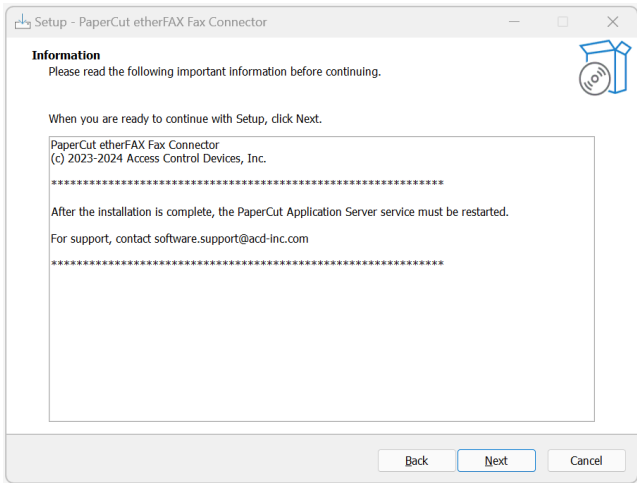 Setup - PaperCut etherFAX Fax Connector
Information
Please read the following important information before continuing.
When you are ready to continue with Setup, click Next.
PaperCut etherFAX Fax Connector
(c) 2023-2024 Access Control Devices, Inc.
**************************************************************
After the installation is complete, the PaperCut Application Server service must be restarted.
For support, contact software.support@acd-inc.com
**************************************************************
Back Next Cancel